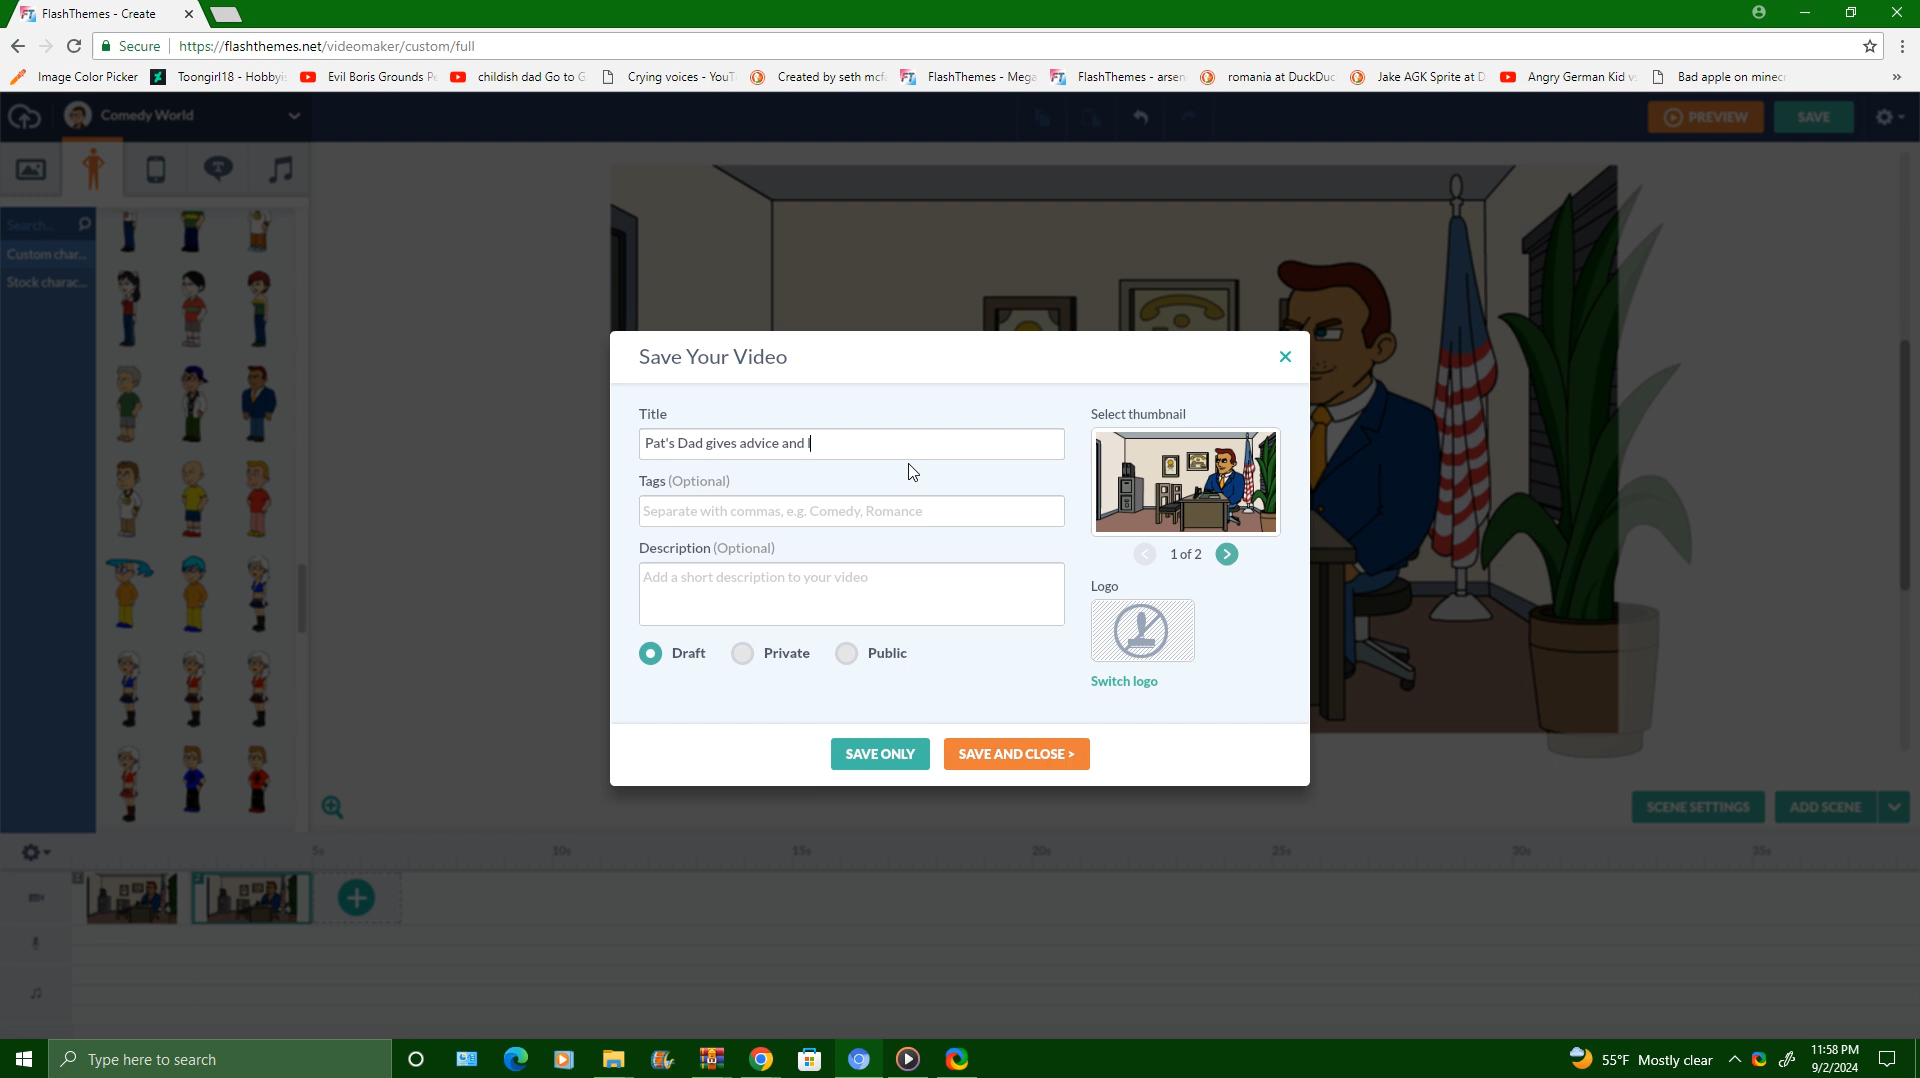 FlashThemes - Create
Secure https://flashthemes.net/videomaker/custom/full
Image Color Picker
Toongirl18 - Hobbyi
Evil Boris Grounds P
childish dad Go to G
Crying voices - YouT
Created by seth mcf
FlashThemes - Mega
FlashThemes - arsen
romania at DuckDuc
Jake AGK Sprite at D
Angry German Kid v
Bad apple on minec
Comedy World
PREVIEW
SAVE
Search...
Custom char...
Stock charac...
Save Your Video
Title
Pat's Dad gives advice and l
Tags (Optional)
Separate with commas, e.g. Comedy, Romance
Description (Optional)
Add a short description to your video
Draft
Private
Public
Select thumbnail
1 of 2
Logo
Switch logo
SAVE ONLY
SAVE AND CLOSE >
SCENE SETTINGS
ADD SCENE
5s
10s
15s
20s
25s
30s
35s
Type here to search
55°F Mostly clear
11:58 PM
9/2/2024